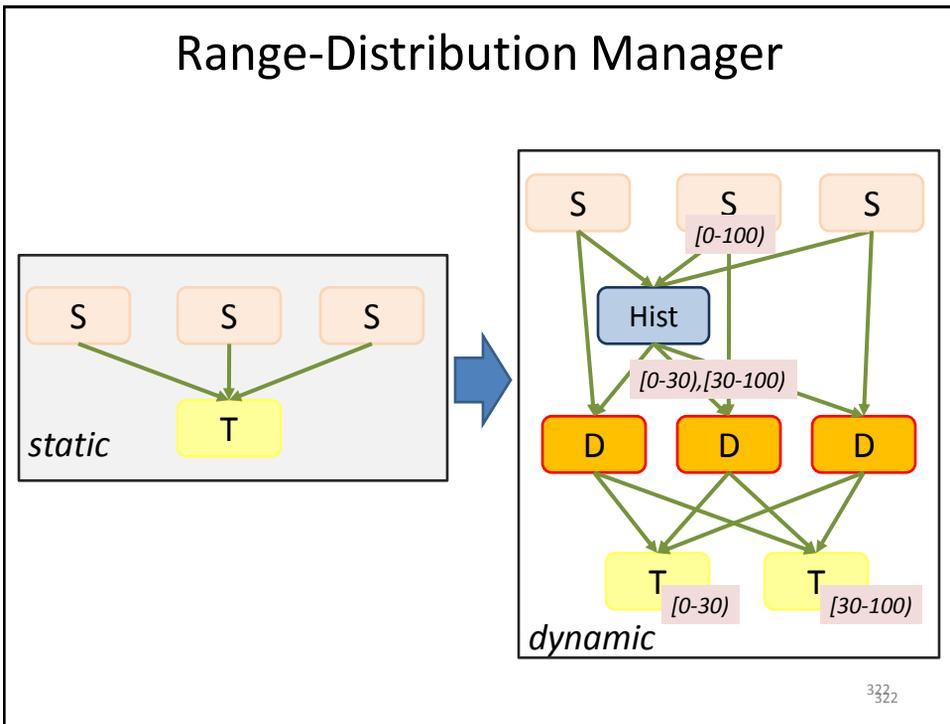 Range-Distribution Manager
S S S
T
static
S S S
[0-100)
Hist
[0-30),[30-100)
D D D
T T
[0-30) [30-100)
dynamic
322
322